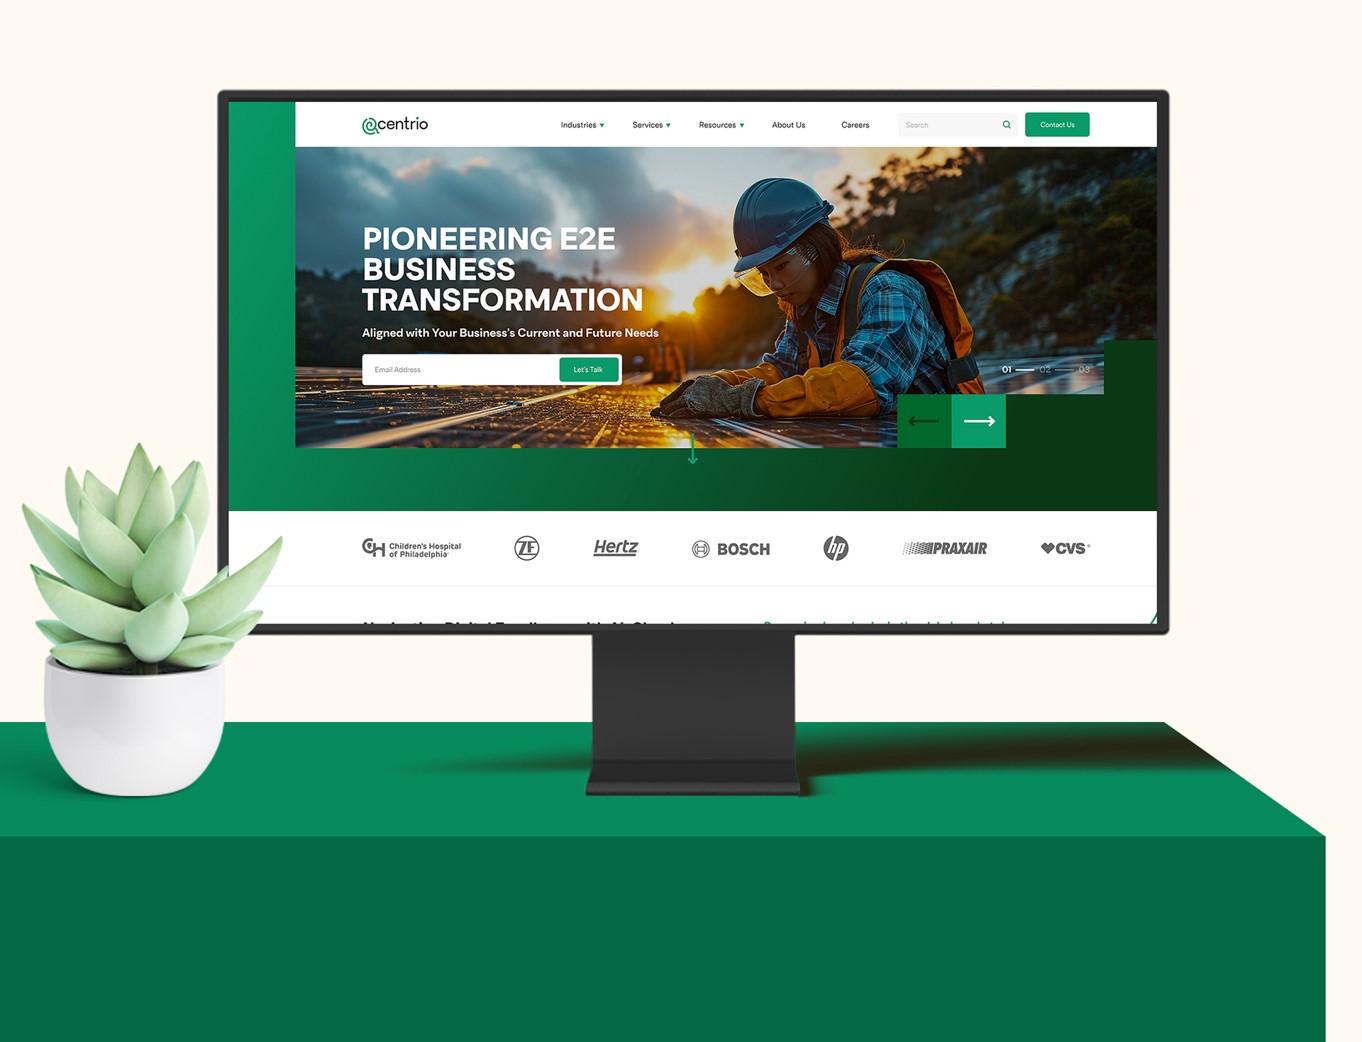 centrio
Industries
Services
Resources
About Us
Careers
Search
Contact Us
PIONEERING E2E
BUSINESS
TRANSFORMATION
Aligned with Your Business's Current and Future Needs
Email Address
Let's Talk
01
02
03
Children's Hospital
of Philadelphia
ZF
Hertz
BOSCH
hp
PRAXAIR
CVS